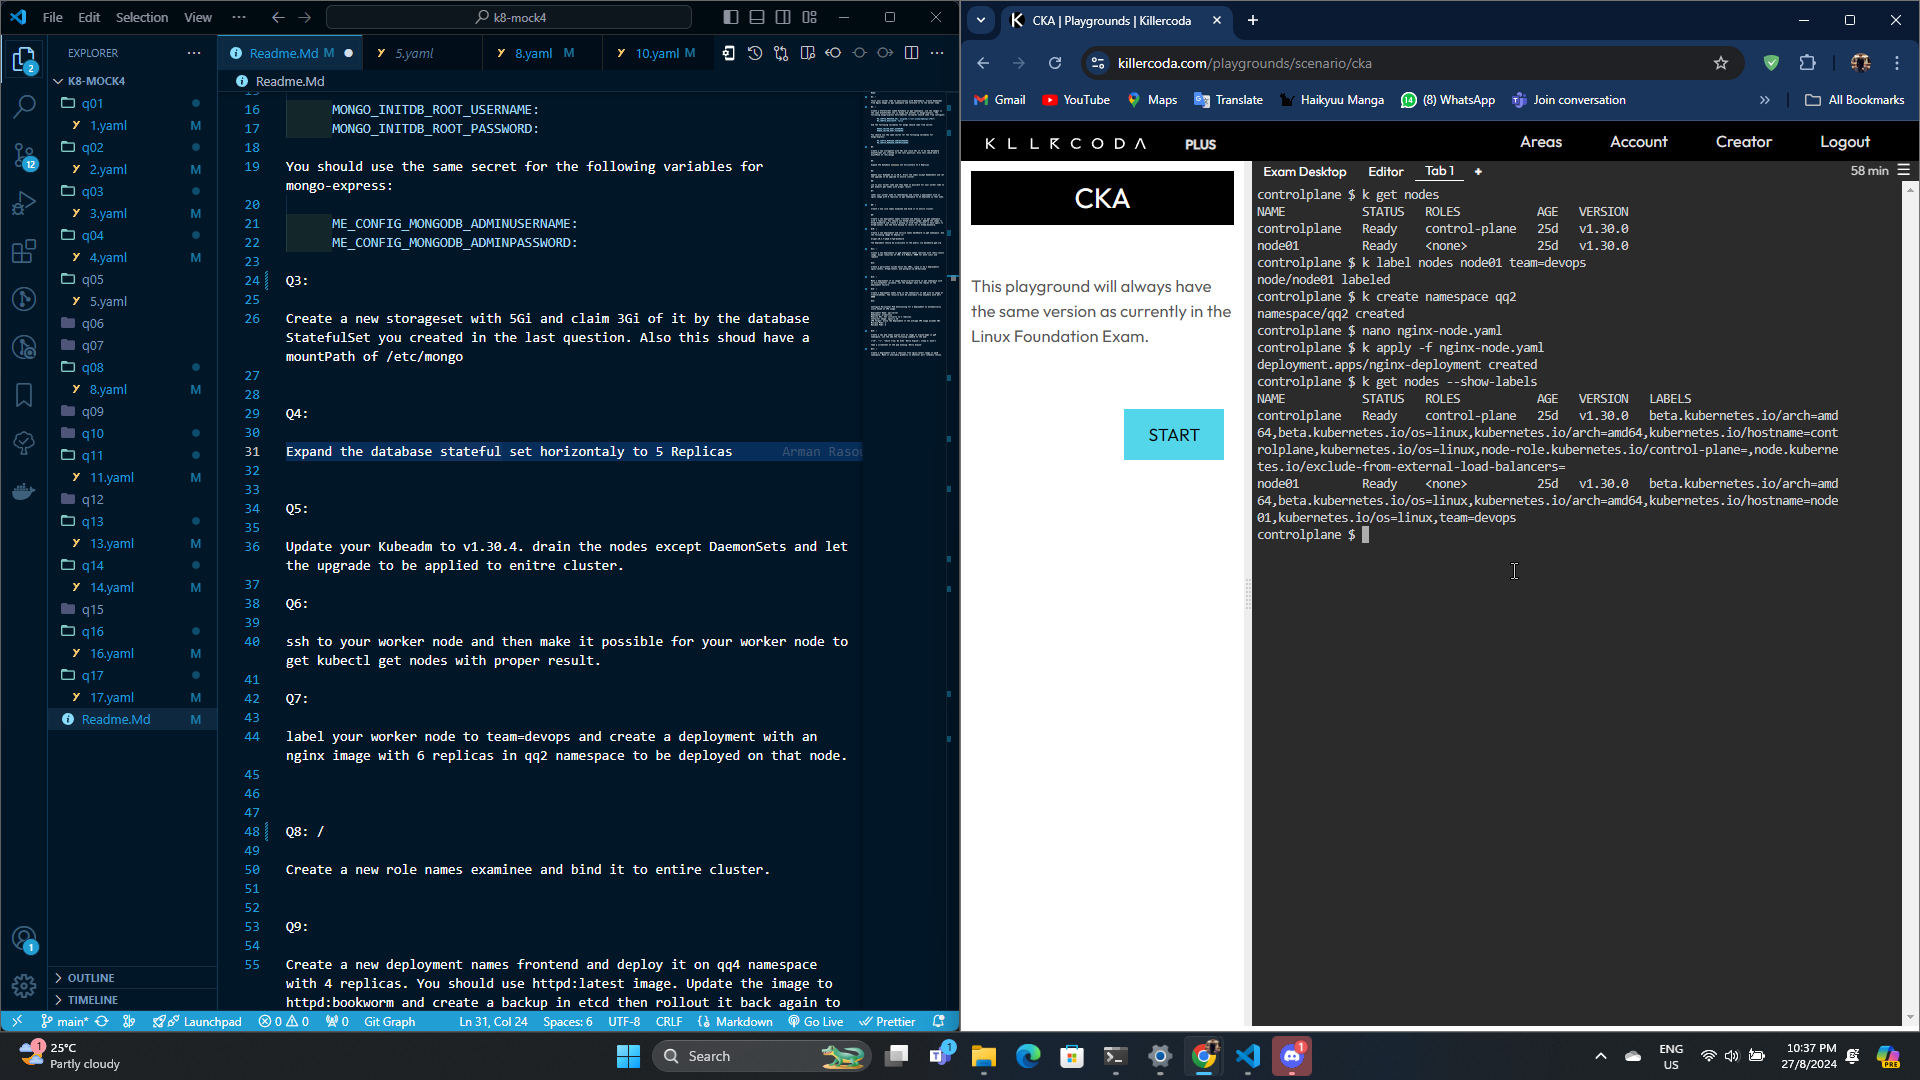 File Edit Selection View ··· k8-mock4
EXPLORER ···
K8-MOCK4
q01
1.yaml M
q02
2.yaml M
q03
3.yaml M
q04
4.yaml M
q05
5.yaml
q06
q07
q08
8.yaml M
q09
q10
q11
11.yaml M
q12
q13
13.yaml M
q14
14.yaml M
q15
q16
16.yaml M
q17
17.yaml M
Readme.Md M
OUTLINE
TIMELINE
2
12
1
Readme.Md M 5.yaml 8.yaml M 10.yaml M
Readme.Md
16 MONGO_INITDB_ROOT_USERNAME:
17 MONGO_INITDB_ROOT_PASSWORD:
18
19 You should use the same secret for the following variables for
mongo-express:
20
21 ME_CONFIG_MONGODB_ADMINUSERNAME:
22 ME_CONFIG_MONGODB_ADMINPASSWORD:
23
24 Q3:
25
26 Create a new storageset with 5Gi and claim 3Gi of it by the database
StatefulSet you created in the last question. Also this shoud have a
mountPath of /etc/mongo
27
28
29 Q4:
30
31 Expand the database stateful set horizontaly to 5 Replicas Arman
32
33
34 Q5:
35
36 Update your Kubeadm to v1.30.4. drain the nodes except DaemonSets and let
the upgrade to be applied to enitre cluster.
37
38 Q6:
39
40 ssh to your worker node and then make it possible for your worker node to
get kubectl get nodes with proper result.
41
42 Q7:
43
44 label your worker node to team=devops and create a deployment with an
nginx image with 6 replicas in qq2 namespace to be deployed on that node.
45
46
47
48 Q8: /
49
50 Create a new role names examinee and bind it to entire cluster.
51
52
53 Q9:
54
55 Create a new deployment names frontend and deploy it on qq4 namespace
with 4 replicas. You should use httpd:latest image. Update the image to
httpd:bookworm and create a backup in etcd then rollout it back again to
main* Launchpad 0 0 0 Git Graph Ln 31, Col 24 Spaces: 6 UTF-8 CRLF Markdown Go Live Prettier
CKA | Playgrounds | Killercoda
killercoda.com/playgrounds/scenario/cka
Gmail YouTube Maps Translate Haikyuu Manga (8) WhatsApp Join conversation » All Bookmarks
KLLRCODA PLUS Areas Account Creator Logout
CKA
This playground will always have
the same version as currently in the
Linux Foundation Exam.
START
Exam Desktop Editor Tab 1 + 58 min
controlplane $ k get nodes
NAME STATUS ROLES AGE VERSION
controlplane Ready control-plane 25d v1.30.0
node01 Ready <none> 25d v1.30.0
controlplane $ k label nodes node01 team=devops
node/node01 labeled
controlplane $ k create namespace qq2
namespace/qq2 created
controlplane $ nano nginx-node.yaml
controlplane $ k apply -f nginx-node.yaml
deployment.apps/nginx-deployment created
controlplane $ k get nodes --show-labels
NAME STATUS ROLES AGE VERSION LABELS
controlplane Ready control-plane 25d v1.30.0 beta.kubernetes.io/arch=amd
64,beta.kubernetes.io/os=linux,kubernetes.io/arch=amd64,kubernetes.io/hostname=cont
rolplane,kubernetes.io/os=linux,node-role.kubernetes.io/control-plane=,node.kuberne
tes.io/exclude-from-external-load-balancers=
node01 Ready <none> 25d v1.30.0 beta.kubernetes.io/arch=amd
64,beta.kubernetes.io/os=linux,kubernetes.io/arch=amd64,kubernetes.io/hostname=node
01,kubernetes.io/os=linux,team=devops
controlplane $
1 25°C
Partly cloudy
Search
1
1
ENG
US
10:37 PM
27/8/2024